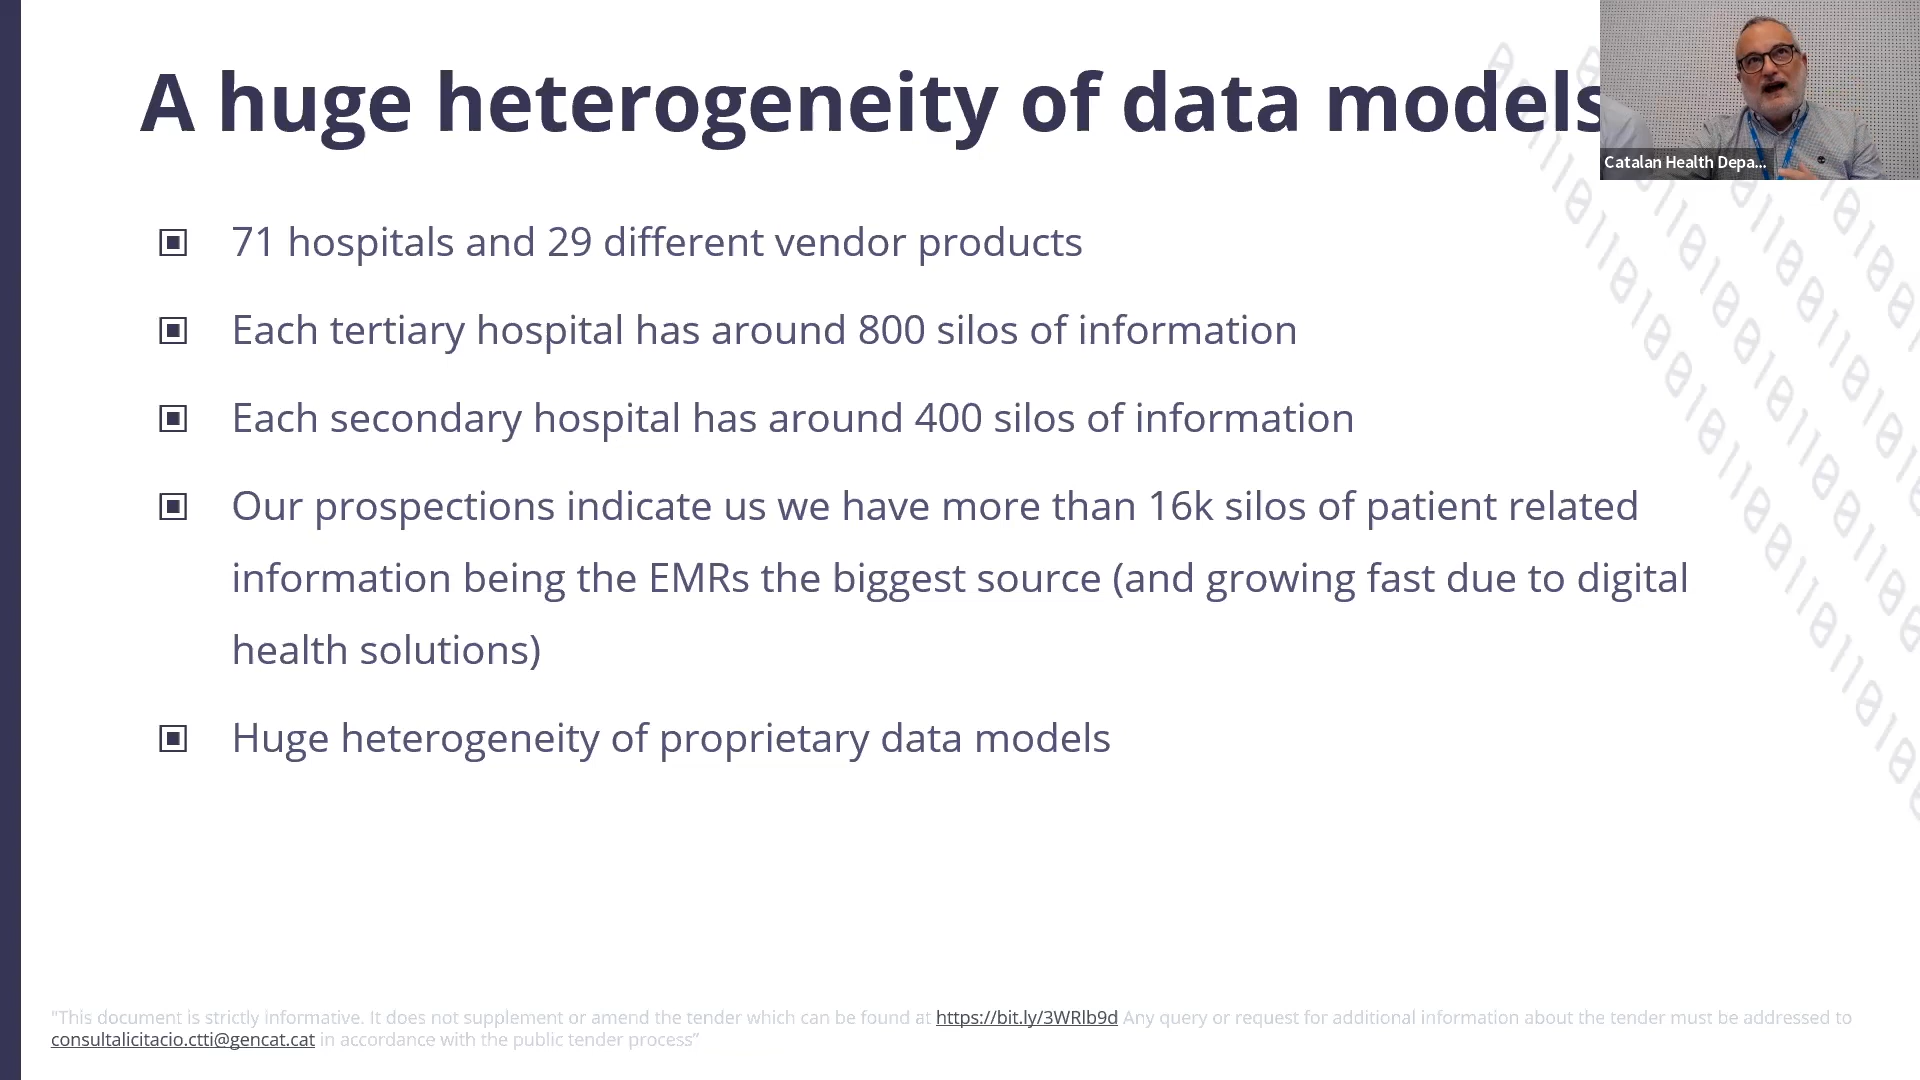 A huge heterogeneity of data models
Catalan Health Depa...
71 hospitals and 29 different vendor products
Each tertiary hospital has around 800 silos of information
Each secondary hospital has around 400 silos of information
Our prospections indicate us we have more than 16k silos of patient related
information being the EMRs the biggest source (and growing fast due to digital
health solutions)
Huge heterogeneity of proprietary data models
"This document is strictly informative. It does not supplement or amend the tender which can be found at https://bit.ly/3WRlb9d Any query or request for additional information about the tender must be addressed to
consultalicitacio.ctti@gencat.cat in accordance with the public tender process”